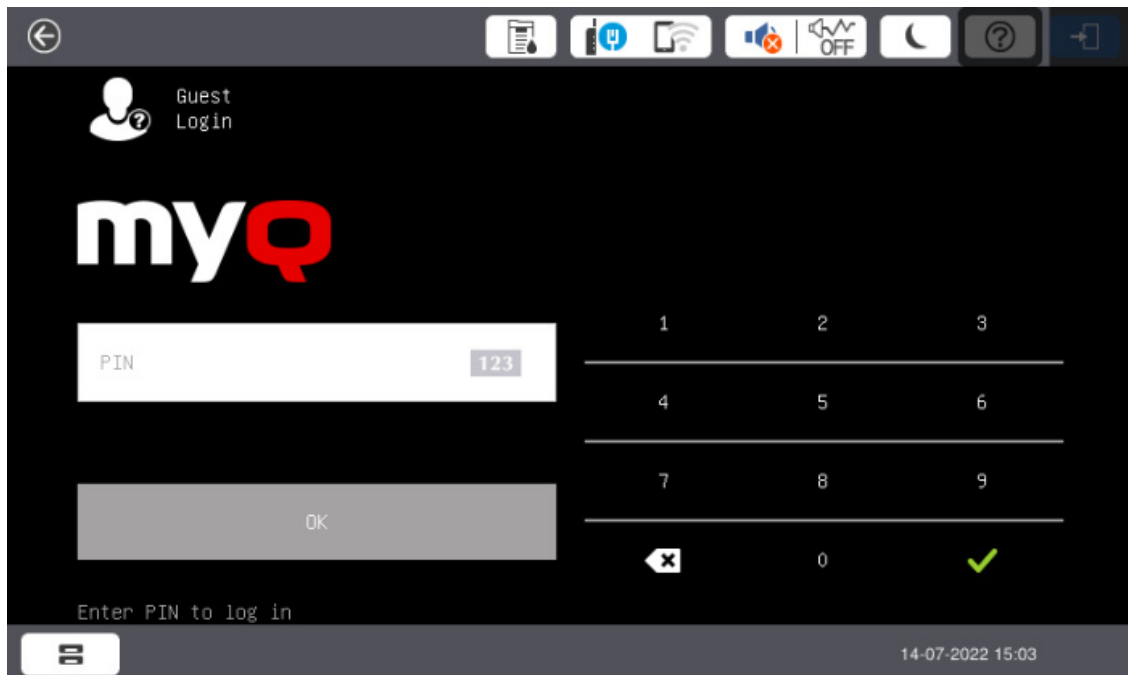 OFF
Guest
Login
myQ
PIN
123
OK
1 2 3
4 5 6
7 8 9
0
Enter PIN to log in
14-07-2022 15:03